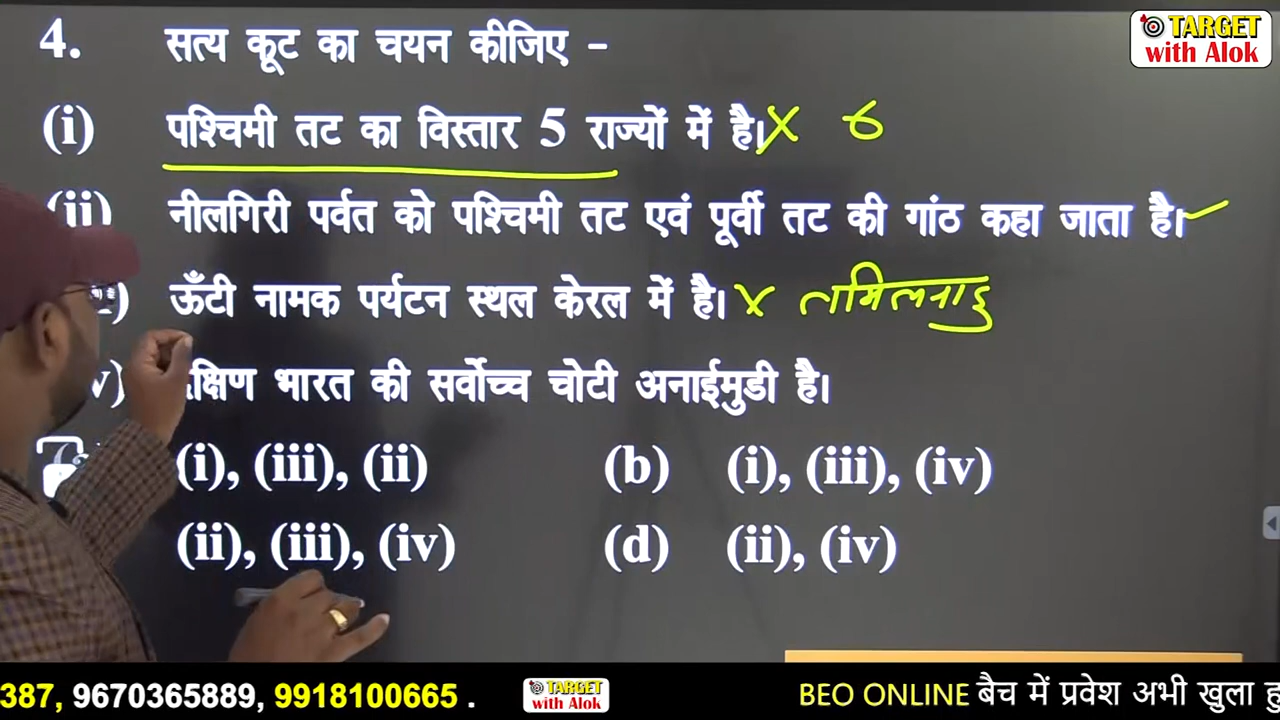 TARGET
with Alok
4. सत्य कूट का चयन कीजिए -
(i) पश्चिमी तट का विस्तार 5 राज्यों में है। X 6
(ii) नीलगिरी पर्वत को पश्चिमी तट एवं पूर्वी तट की गांठ कहा जाता है।
ऊँटी नामक पर्यटन स्थल केरल में है। X तमिलनाडु
भारत की सर्वोच्च चोटी अनाईमुडी है।
(i), (iii), (ii) (b) (i), (iii), (iv)
(ii), (iii), (iv) (d) (ii), (iv)
387, 9670365889, 9918100665 . TARGET with Alok BEO ONLINE बैच में प्रवेश अभी खुला